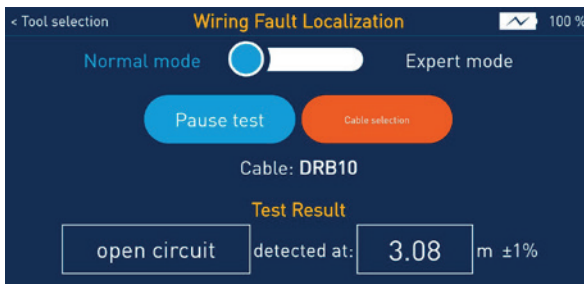 < Tool selection Wiring Fault Localization 100 %
Normal mode Expert mode
Pause test Cable selection
Cable: DRB10
Test Result
open circuit detected at: 3.08 m ±1%